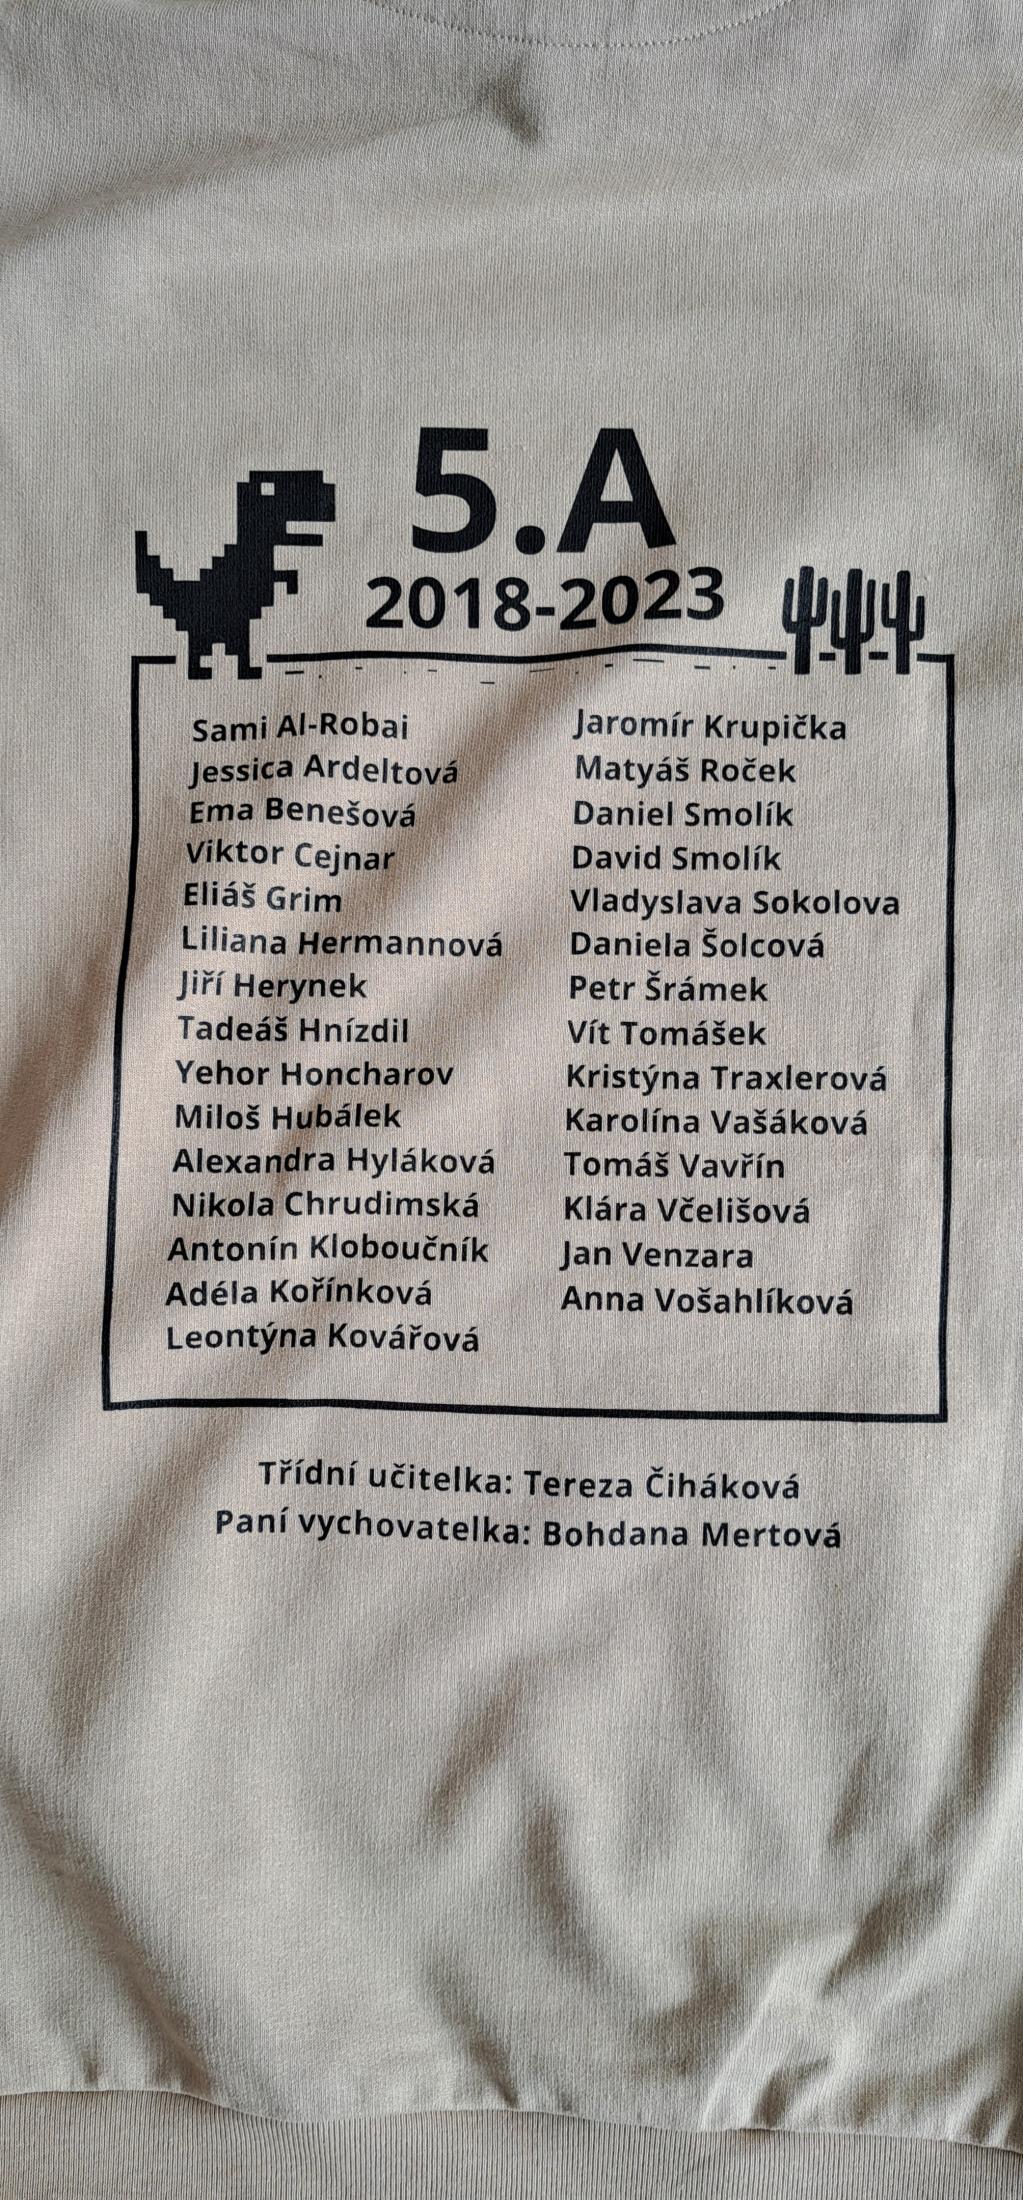 5.A
2018-2023
Sami Al-Robai
Jessica Ardeltová
Ema Benešová
Viktor Cejnar
Eliáš Grim
Liliana Hermannová
Jiří Herynek
Tadeáš Hnízdil
Yehor Honcharov
Miloš Hubálek
Alexandra Hyláková
Nikola Chrudimská
Antonín Kloboučník
Adéla Kořínková
Leontýna Kovářová
Jaromír Krupička
Matyáš Roček
Daniel Smolík
David Smolík
Vladyslava Sokolova
Daniela Šolcová
Petr Šrámek
Vít Tomášek
Kristýna Traxlerová
Karolína Vašáková
Tomáš Vavřín
Klára Včelišová
Jan Venzara
Anna Vošahlíková
Třídní učitelka: Tereza Čiháková
Paní vychovatelka: Bohdana Mertová